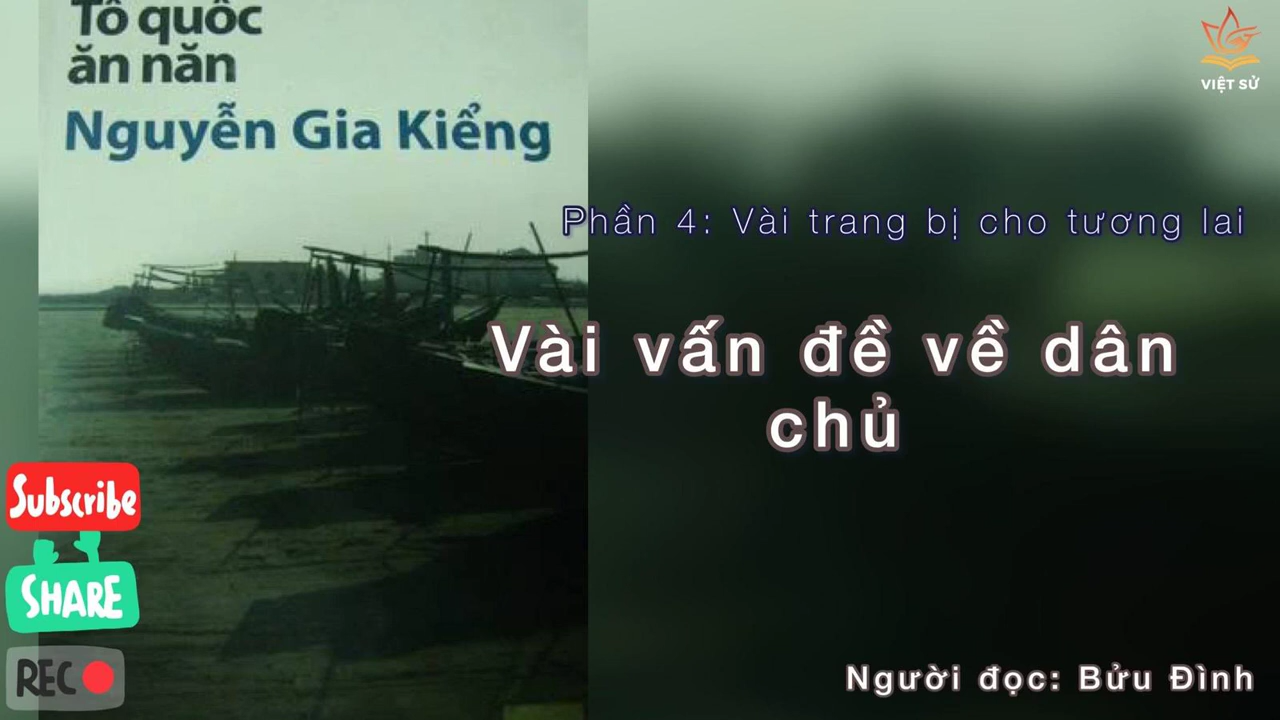 Tổ quốc
ăn năn
Nguyễn Gia Kiểng
VIỆT SỬ
Phần 4: Vài trang bị cho tương lai
Vài vấn đề về dân
chủ
Subscribe
SHARE
REC
Người đọc: Bửu Đình